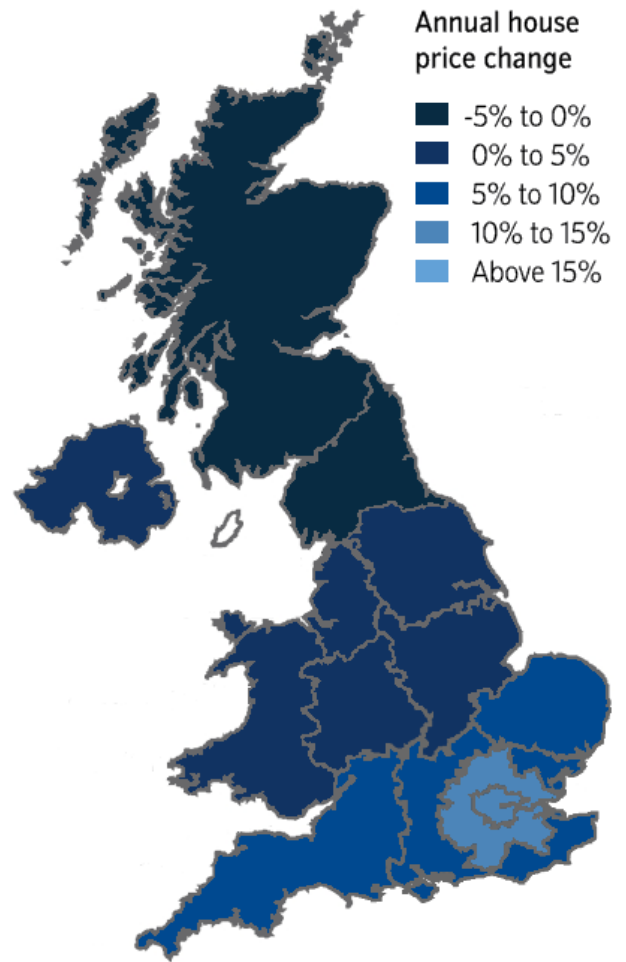 Annual house
price change
-5% to 0%
0% to 5%
5% to 10%
10% to 15%
Above 15%